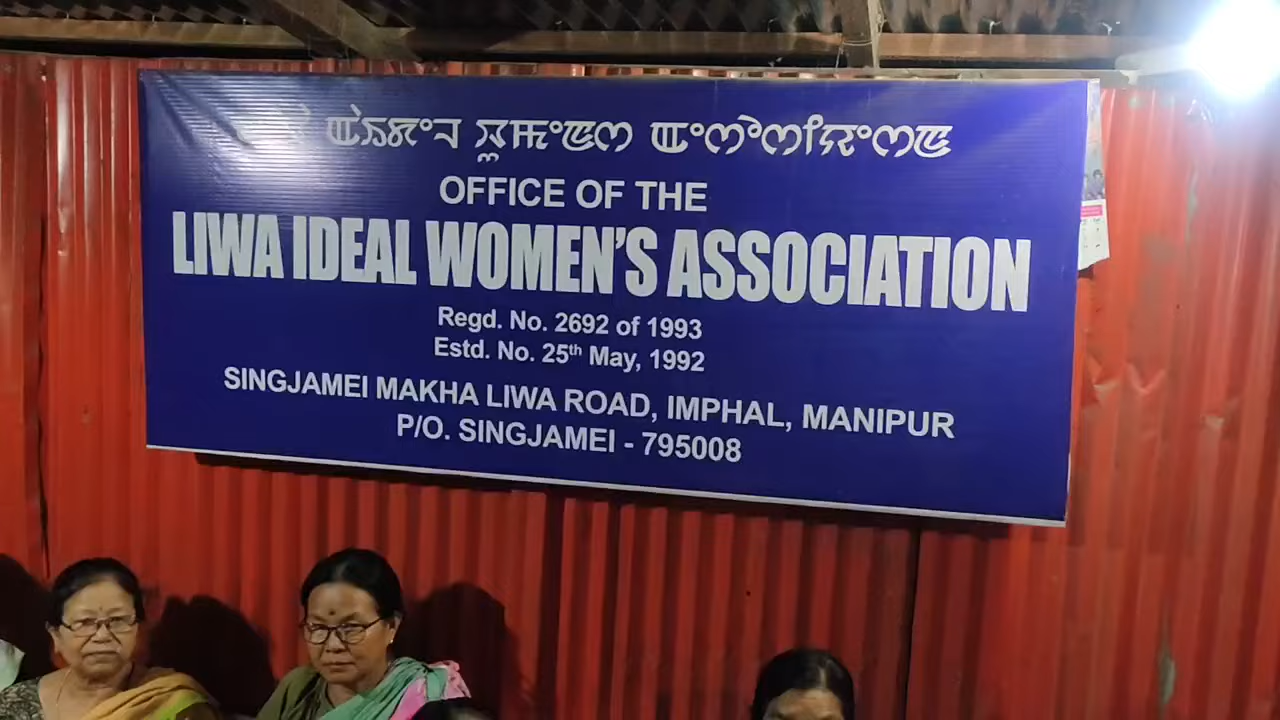 OFFICE OF THE
LIWA IDEAL WOMEN'S ASSOCIATION
Regd. No. 2692 of 1993
Estd. No. 25th May, 1992
SINGJAMEI MAKHA LIWA ROAD, IMPHAL, MANIPUR
P/O. SINGJAMEI - 795008